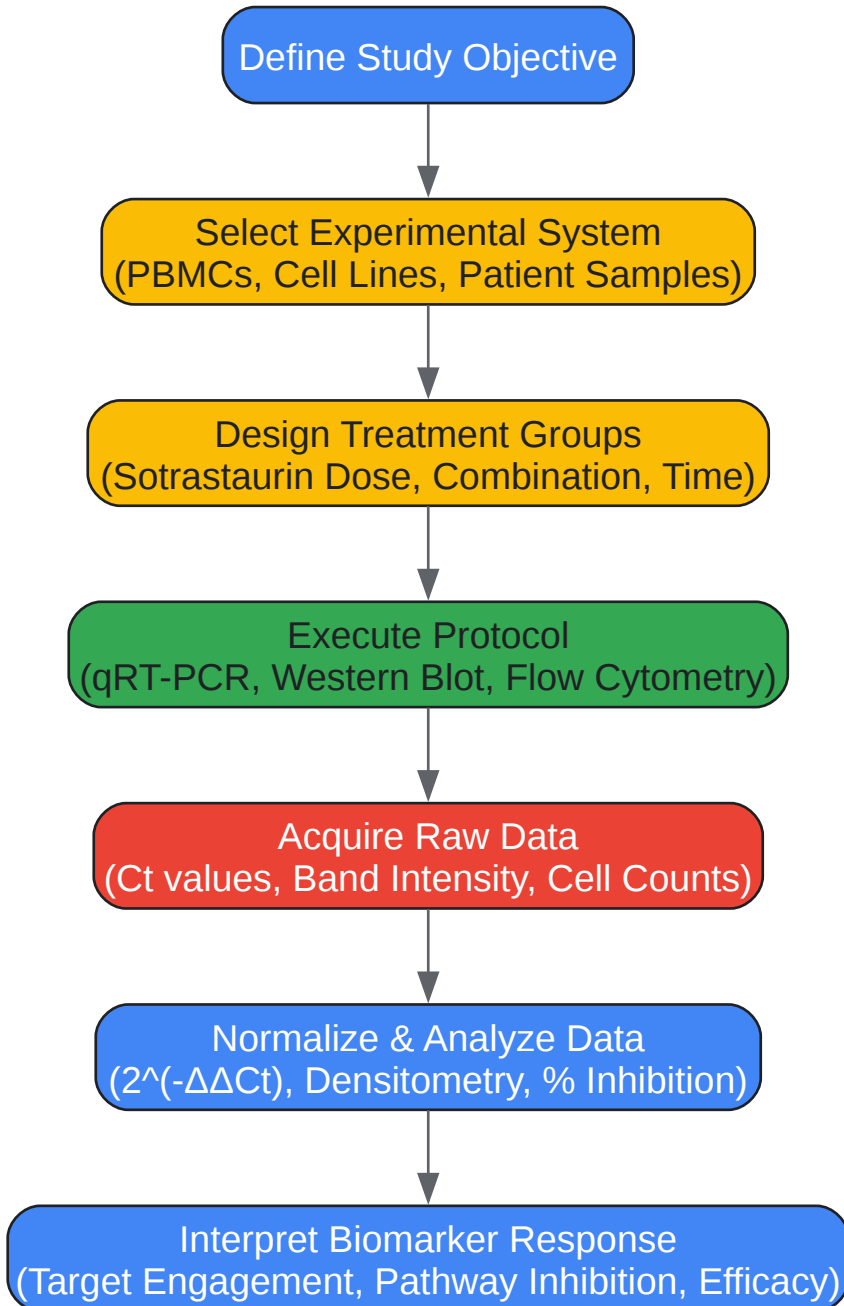 Define Study Objective
Select Experimental System
(PBMCs, Cell Lines, Patient Samples)
Design Treatment Groups
(Sotrastaurin Dose, Combination, Time)
Execute Protocol
(qRT-PCR, Western Blot, Flow Cytometry)
Acquire Raw Data
(Ct values, Band Intensity, Cell Counts)
Normalize & Analyze Data
(2^(-ΔΔCt), Densitometry, % Inhibition)
Interpret Biomarker Response
(Target Engagement, Pathway Inhibition, Efficacy)